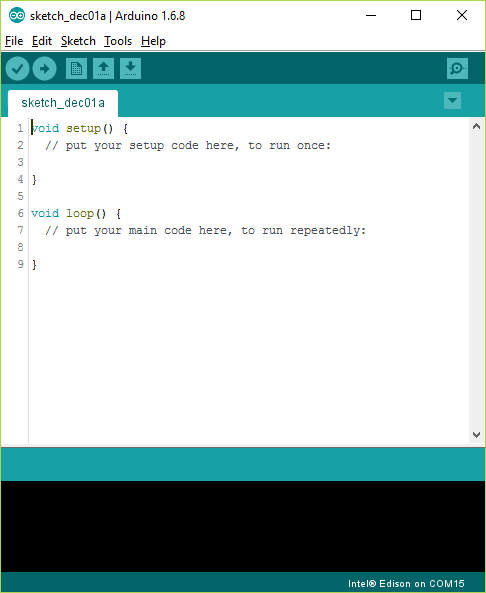 sketch_dec01a | Arduino 1.6.8
File Edit Sketch Tools Help
sketch_dec01a
1 void setup() {
2   // put your setup code here, to run once:
3
4 }
5
6 void loop() {
7   // put your main code here, to run repeatedly:
8
9 }
Intel® Edison on COM15